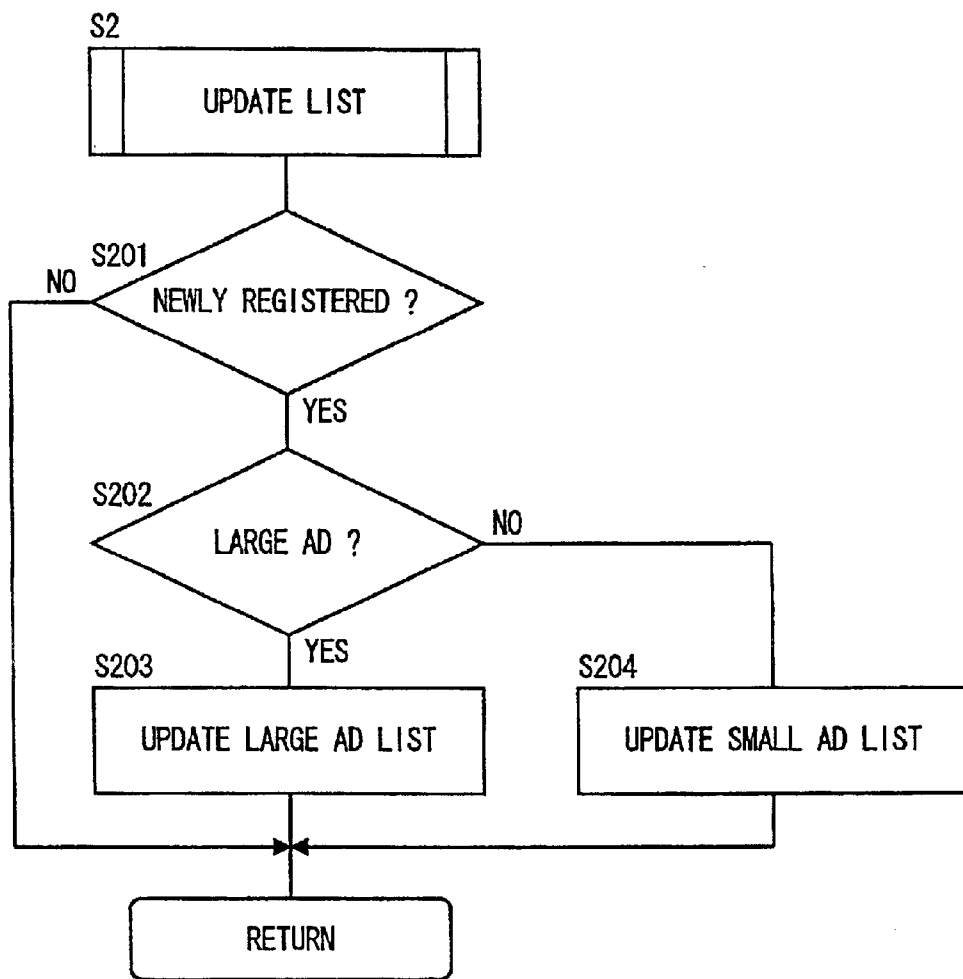 S2
UPDATE LIST
S201
NO
NEWLY REGISTERED ?
YES
S202
NO
LARGE AD ?
YES
S203
S204
UPDATE LARGE AD LIST
UPDATE SMALL AD LIST
RETURN